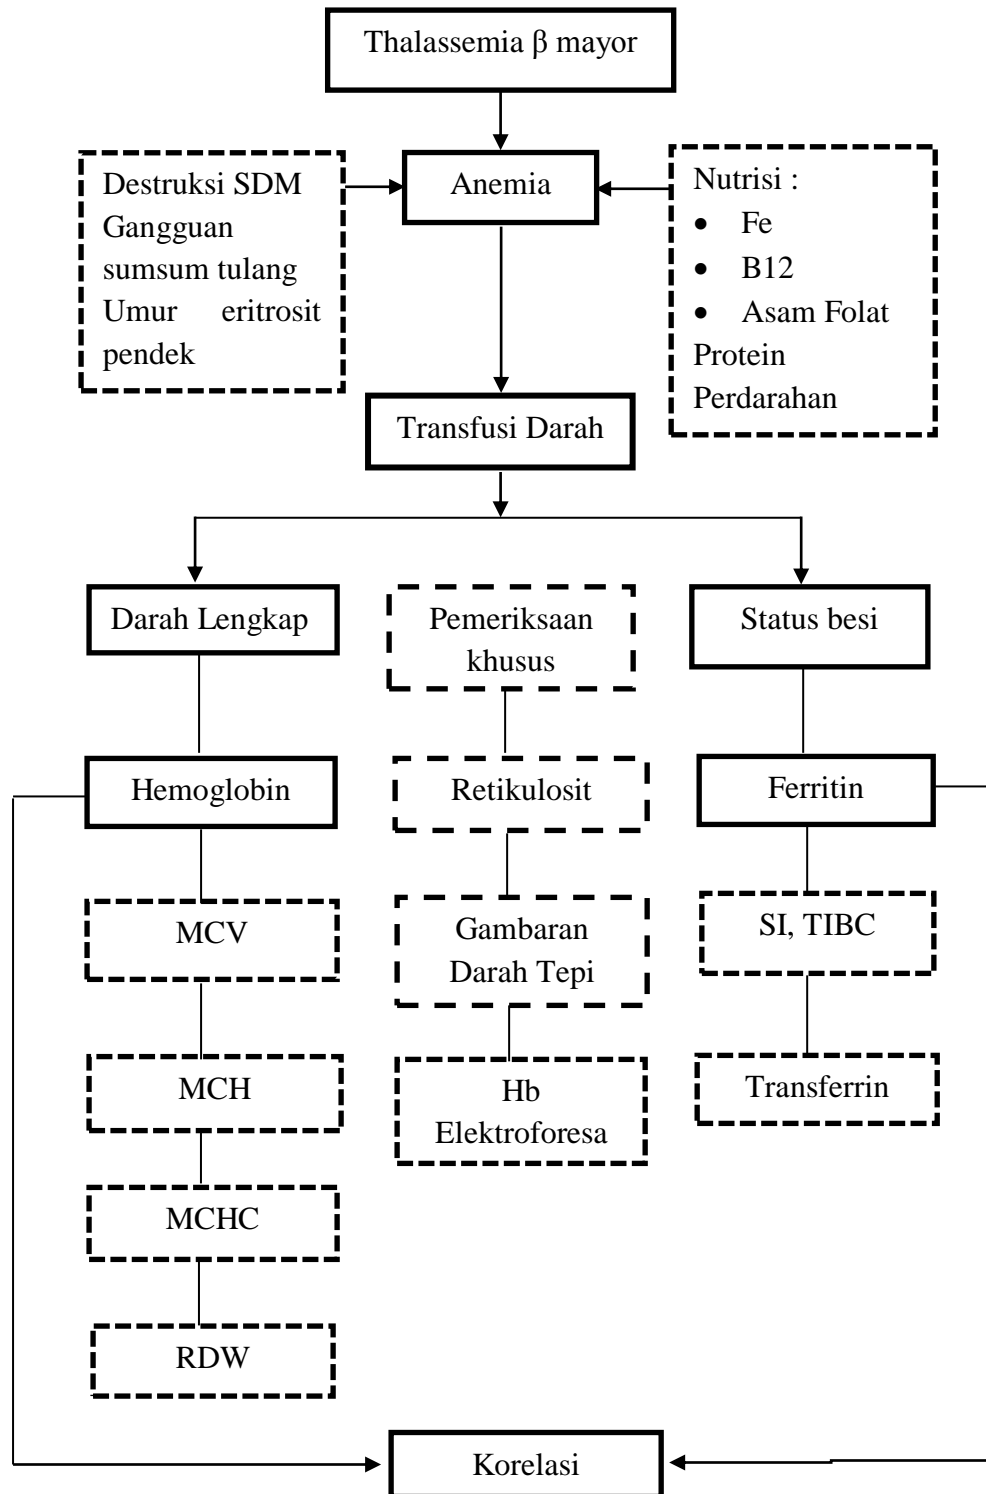 Thalassemia β mayor
Destruksi SDM
Gangguan
sumsum tulang
Umur eritrosit
pendek
Anemia
Nutrisi :
• Fe
• B12
• Asam Folat
Protein
Perdarahan
Transfusi Darah
Darah Lengkap
Pemeriksaan
khusus
Status besi
Hemoglobin
Retikulosit
Ferritin
MCV
Gambaran
Darah Tepi
SI, TIBC
MCH
Hb
Elektroforesa
Transferrin
MCHC
RDW
Korelasi